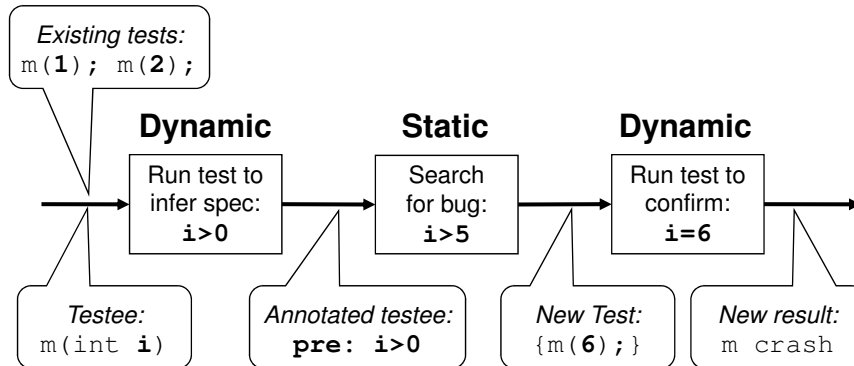 Existing tests:
m(1); m(2);
Dynamic
Static
Dynamic
Run test to
infer spec:
i>0
Search
for bug:
i>5
Run test to
confirm:
i=6
Testee:
m(int i)
Annotated testee:
pre: i>0
New Test:
{m(6);}
New result:
m crash